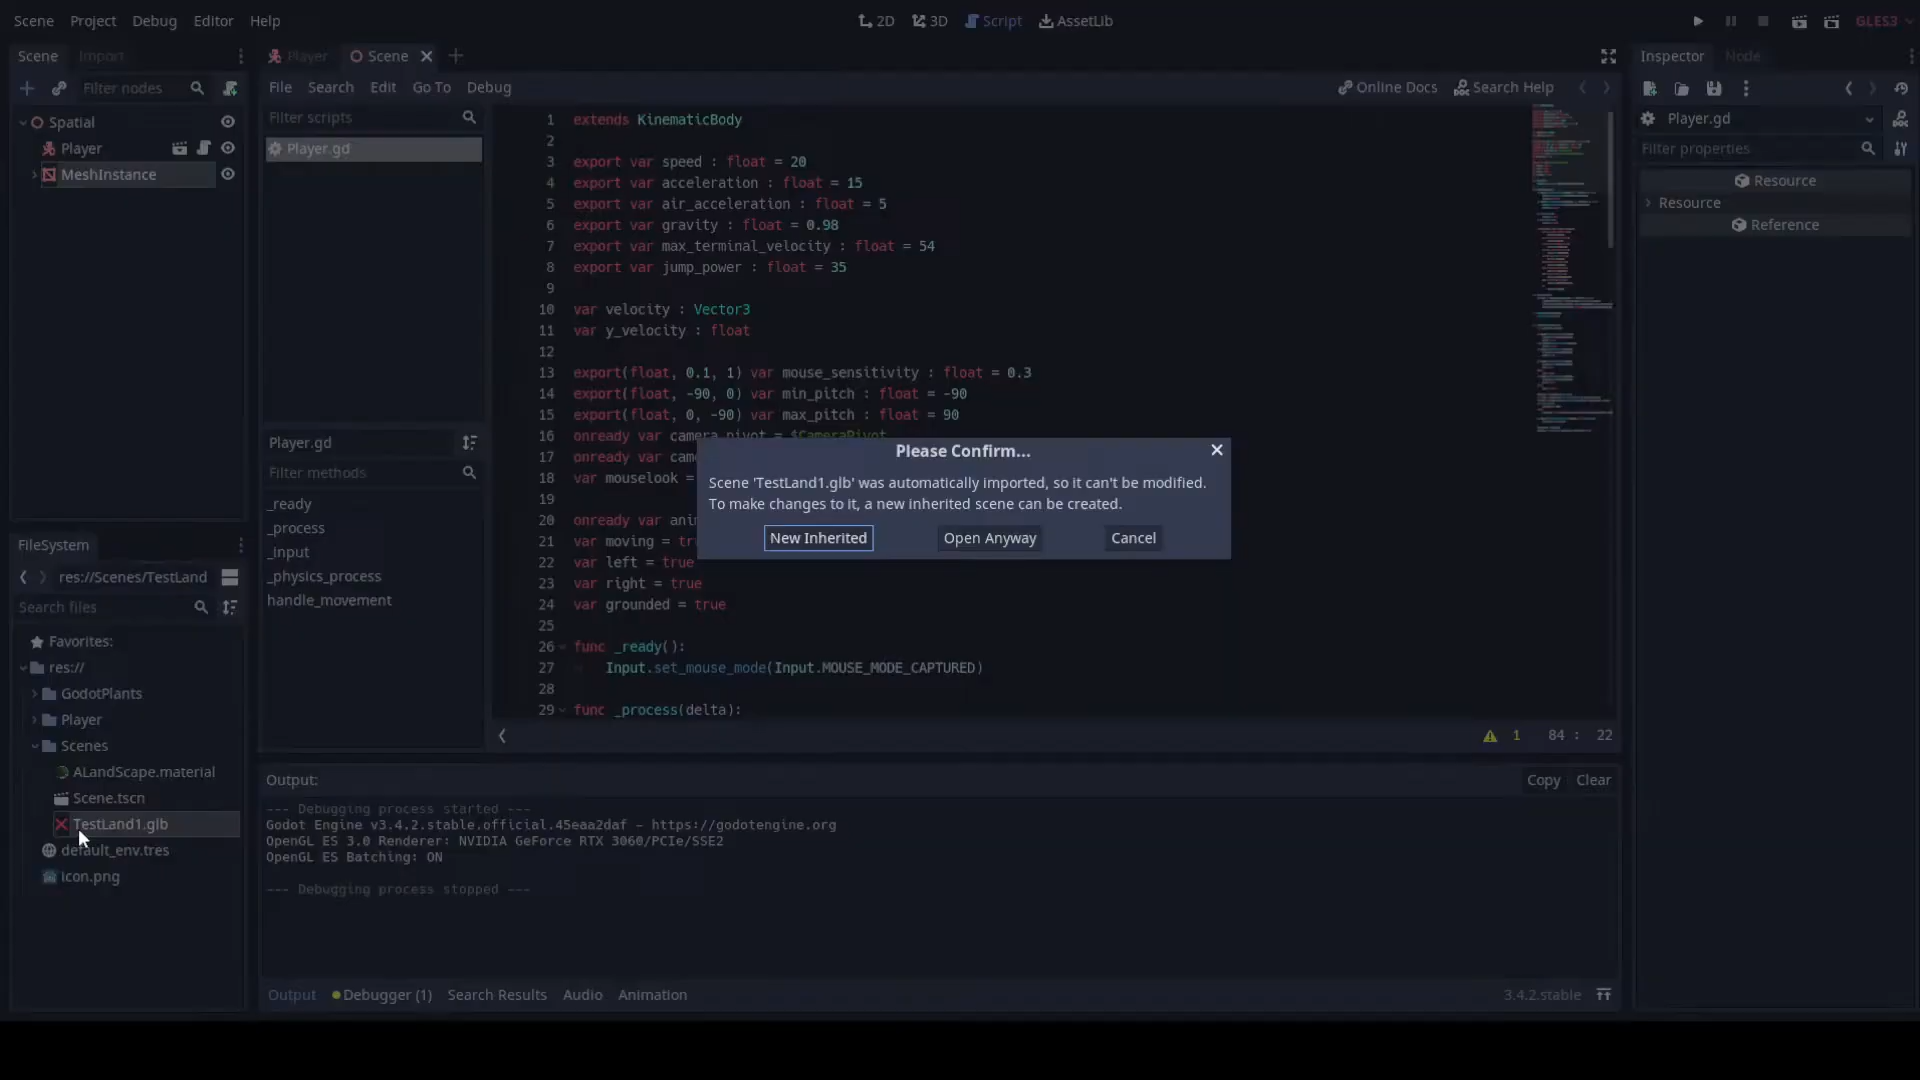 Scene Project Debug Editor Help
2D 3D Script AssetLib
GLES3
Scene Import
Filter nodes
Spatial
Player
MeshInstance
FileSystem
res://Scenes/TestLand
Search files
Favorites:
res://
GodotPlants
Player
Scenes
ALandScape.material
Scene.tscn
TestLand1.glb
default_env.tres
icon.png
Player Scene
File Search Edit Go To Debug
Online Docs Search Help
Filter scripts
Player.gd
Player.gd
Filter methods
_ready
_process
_input
_physics_process
handle_movement
1 extends KinematicBody
2
3 export var speed : float = 20
4 export var acceleration : float = 15
5 export var air_acceleration : float = 5
6 export var gravity : float = 0.98
7 export var max_terminal_velocity : float = 54
8 export var jump_power : float = 35
9
10 var velocity : Vector3
11 var y_velocity : float
12
13 export(float, 0.1, 1) var mouse_sensitivity : float = 0.3
14 export(float, -90, 0) var min_pitch : float = -90
15 export(float, 0, -90) var max_pitch : float = 90
16 onready var camera_pivot = $CameraPivot
17 onready var cam
18 var mouselook =
19
20 onready var ani
21 var moving = tr
22 var left = true
23 var right = true
24 var grounded = true
25
26 func _ready():
27 Input.set_mouse_mode(Input.MOUSE_MODE_CAPTURED)
28
29 func _process(delta):
1 84 : 22
Please Confirm...
Scene 'TestLand1.glb' was automatically imported, so it can't be modified.
To make changes to it, a new inherited scene can be created.
New Inherited Open Anyway Cancel
Output:
Copy Clear
--- Debugging process started ---
Godot Engine v3.4.2.stable.official.45eaa2daf - https://godotengine.org
OpenGL ES 3.0 Renderer: NVIDIA GeForce RTX 3060/PCIe/SSE2
OpenGL ES Batching: ON
--- Debugging process stopped ---
Output Debugger (1) Search Results Audio Animation
3.4.2.stable
Inspector Node
Player.gd
Filter properties
Resource
Resource
Reference